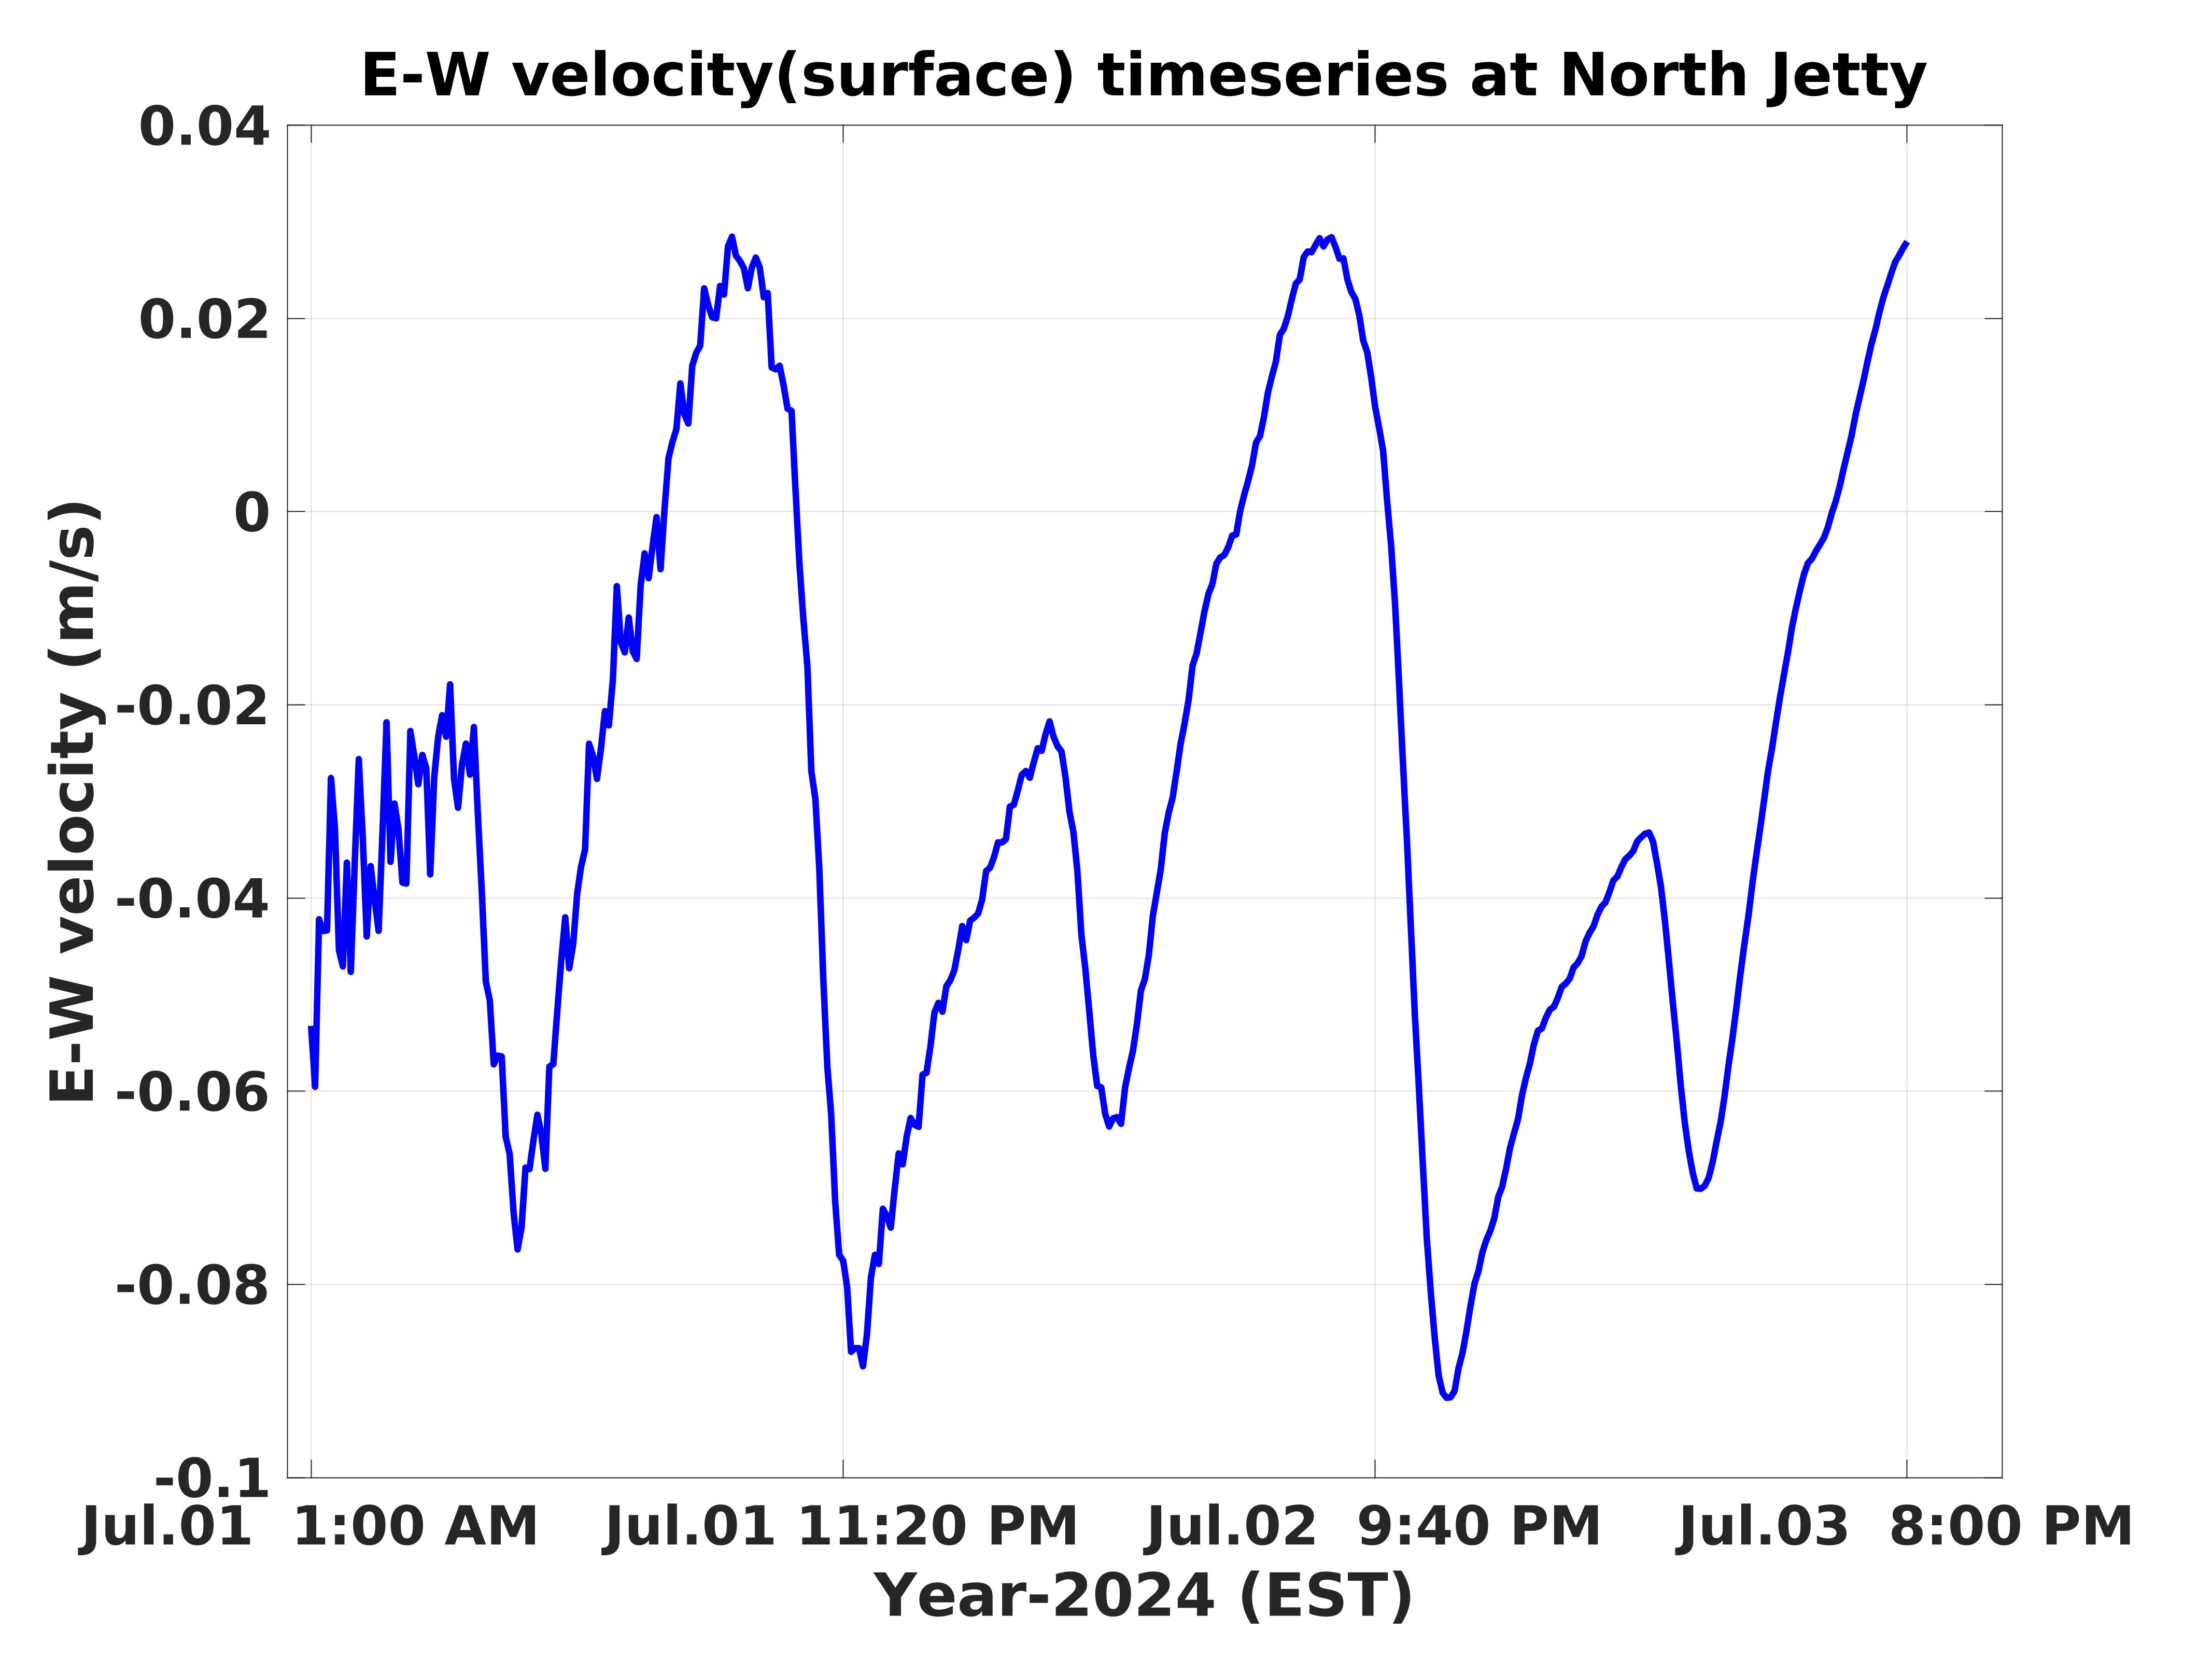 E-W velocity(surface) timeseries at North Jetty
0.04
0.02
0
-0.02
-0.04
-0.06
-0.08
-0.1
E-W velocity (m/s)
Jul.01 1:00 AM Jul.01 11:20 PM Jul.02 9:40 PM Jul.03 8:00 PM
Year-2024 (EST)